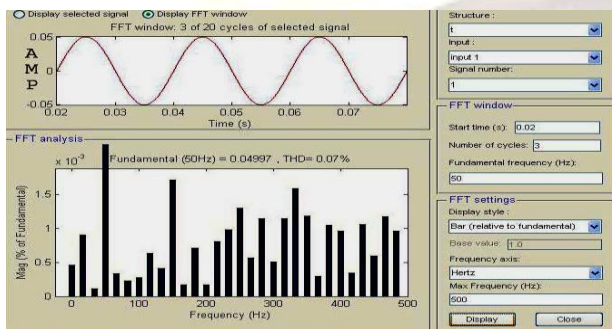 Display selected signal Display FFT window
FFT window: 3 of 20 cycles of selected signal
0.05
0
-0.05
AMP
0.02 0.03 0.04 0.05 0.06 0.07
Time (s)
FFT analysis
x 10⁻³
Fundamental (50Hz) = 0.04997 , THD= 0.07%
1.5
1
0.5
0
Mag (% of Fundamental)
0 100 200 300 400 500
Frequency (Hz)
Structure :
t
Input :
input 1
Signal number:
1
FFT window
Start time (s): 0.02
Number of cycles: 3
Fundamental frequency (Hz):
50
FFT settings
Display style :
Bar (relative to fundamental)
Base value: 1.0
Frequency axis:
Hertz
Max Frequency (Hz):
500
Display Close